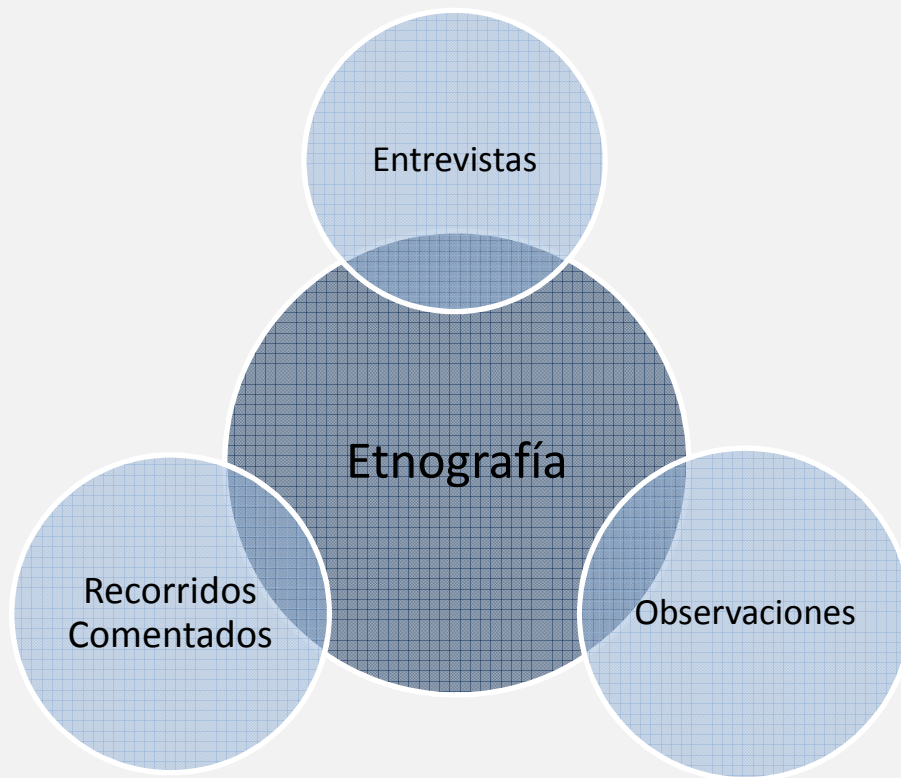 Entrevistas
Etnografía
Recorridos
Comentados
Observaciones